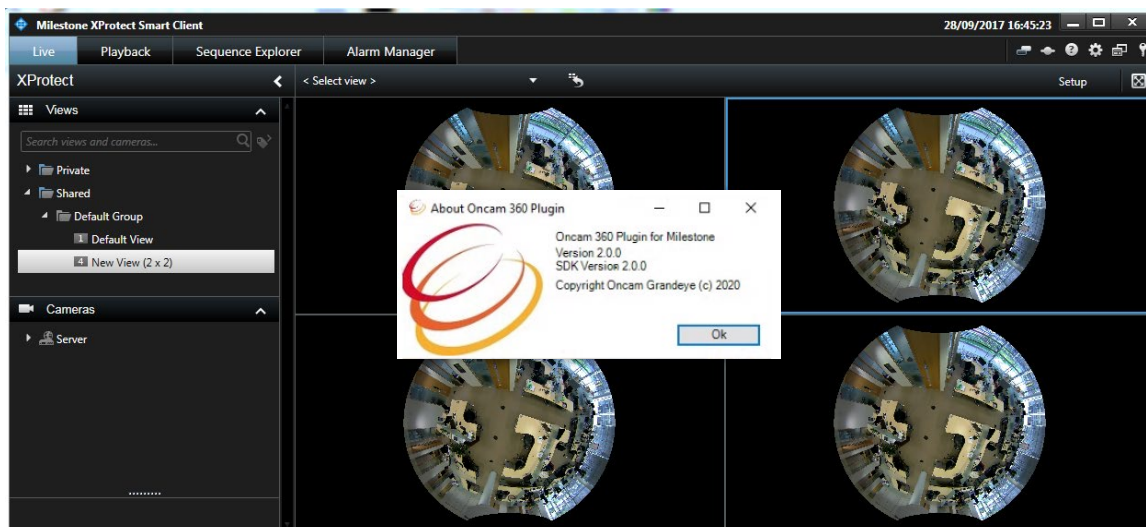 Milestone XProtect Smart Client
28/09/2017 16:45:23
Live Playback Sequence Explorer Alarm Manager
XProtect
< Select view >
Setup
Views
Search views and cameras...
Private
Shared
Default Group
1 Default View
4 New View (2 x 2)
Cameras
Server
About Oncam 360 Plugin
Oncam 360 Plugin for Milestone
Version 2.0.0
SDK Version 2.0.0
Copyright Oncam Grandeye (c) 2020
Ok